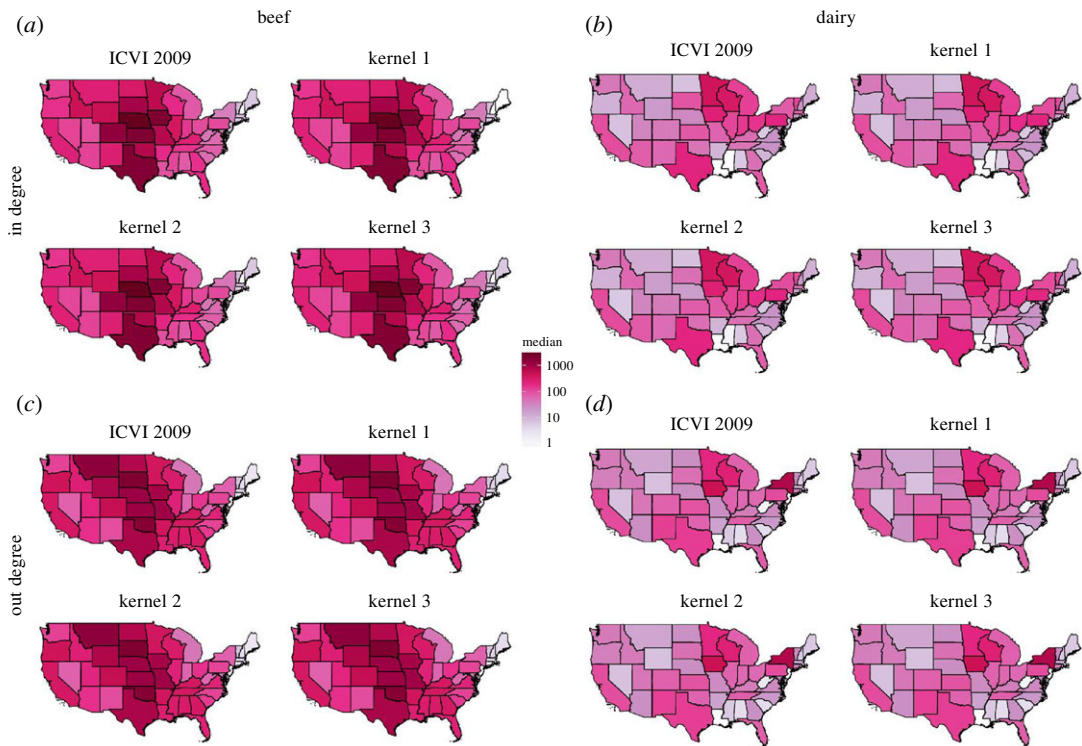 beef
dairy
(a)
(b)
ICVI 2009
kernel 1
ICVI 2009
kernel 1
in degree
kernel 2
kernel 3
kernel 2
kernel 3
median
1000
100
10
1
(c)
(d)
ICVI 2009
kernel 1
ICVI 2009
kernel 1
out degree
kernel 2
kernel 3
kernel 2
kernel 3